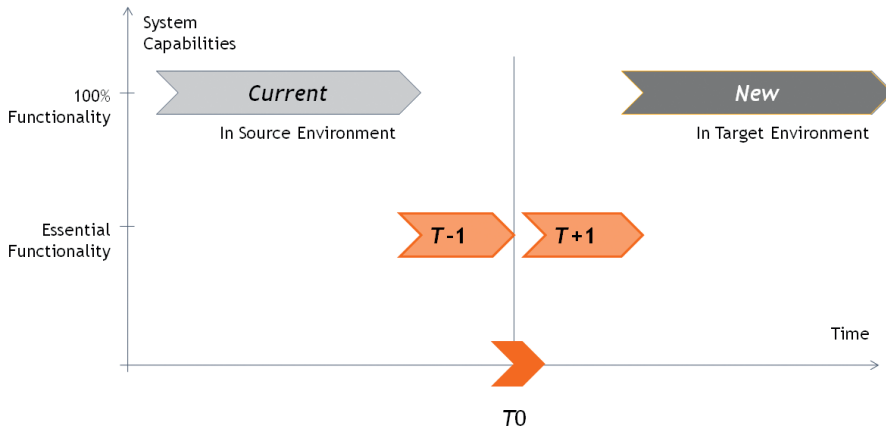 System
Capabilities
100%
Functionality
Current
New
In Source Environment
In Target Environment
Essential
Functionality
T-1
T+1
Time
T0